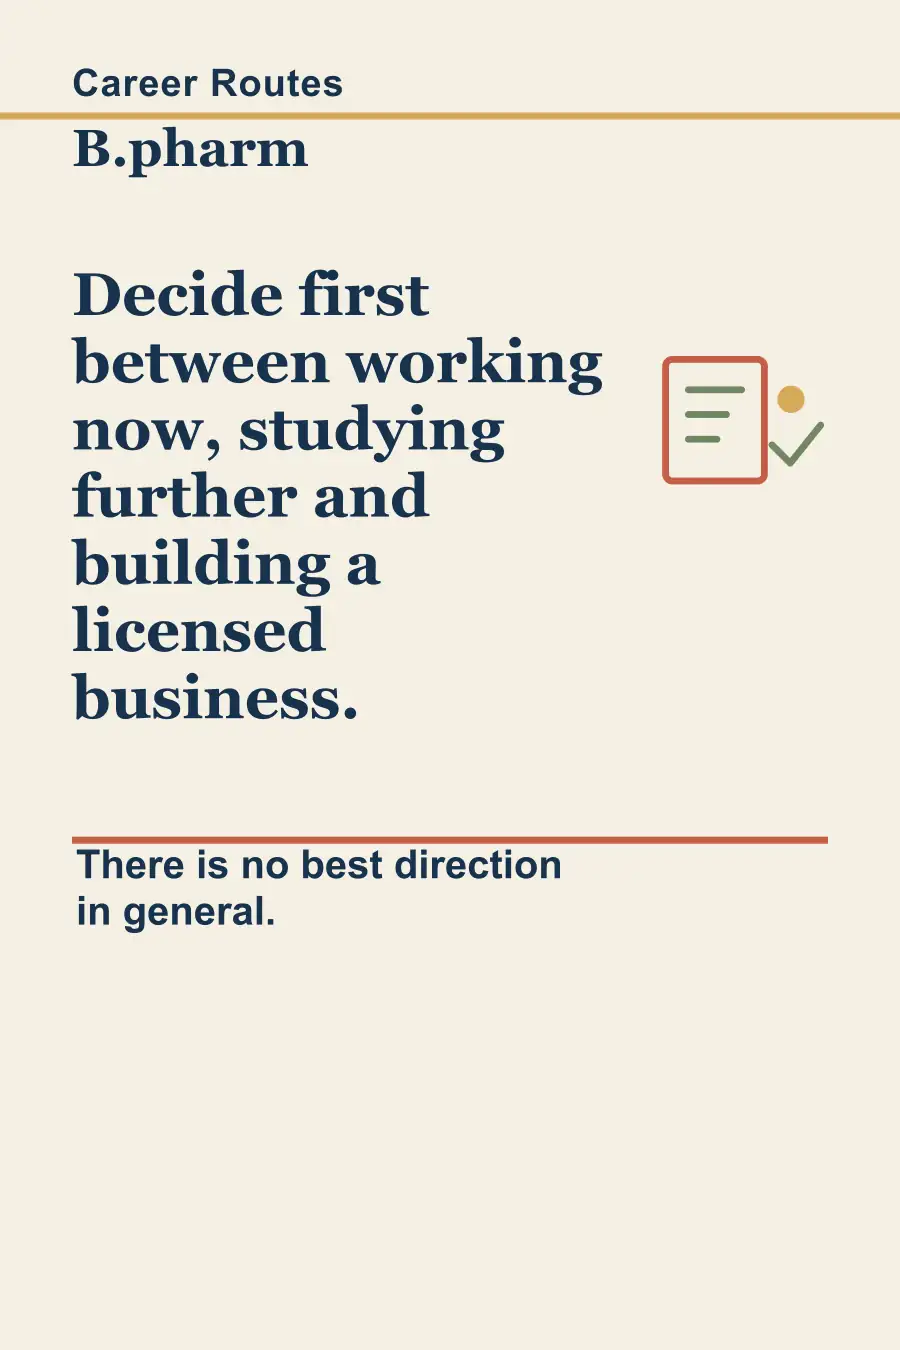 Career Routes
B.pharm
Decide first
between working
now, studying
further and
building a
licensed
business.
There is no best direction
in general.